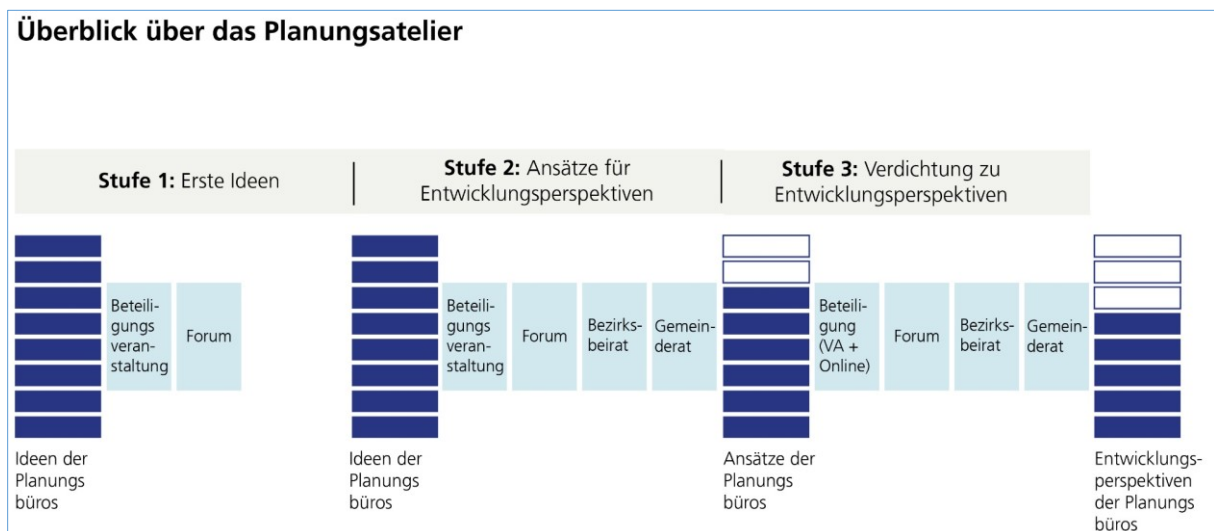 Überblick über das Planungsatelier
Stufe 1: Erste Ideen
Stufe 2: Ansätze für
Entwicklungsperspektiven
Stufe 3: Verdichtung zu
Entwicklungsperspektiven
Beteili-
gungs
veran-
staltung
Forum
Beteili-
gungs
veran-
staltung
Forum
Bezirks-
beirat
Gemein-
derat
Beteili-
gung
(VA +
Online)
Forum
Bezirks-
beirat
Gemein-
derat
Ideen der
Planungs
büros
Ideen der
Planungs
büros
Ansätze der
Planungs
büros
Entwicklungs-
perspektiven
der Planungs
büros